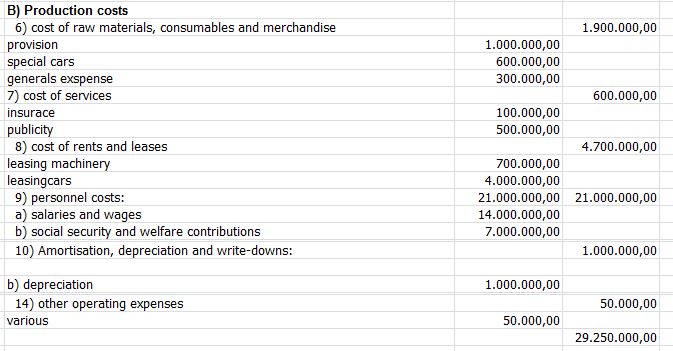 B) Production costs
6) cost of raw materials, consumables and merchandise 1.900.000,00
provision 1.000.000,00
special cars 600.000,00
generals exspense 300.000,00
7) cost of services 600.000,00
insurace 100.000,00
publicity 500.000,00
8) cost of rents and leases 4.700.000,00
leasing machinery 700.000,00
leasingcars 4.000.000,00
9) personnel costs: 21.000.000,00 21.000.000,00
a) salaries and wages 14.000.000,00
b) social security and welfare contributions 7.000.000,00
10) Amortisation, depreciation and write-downs: 1.000.000,00
b) depreciation 1.000.000,00
14) other operating expenses 50.000,00
various 50.000,00
29.250.000,00